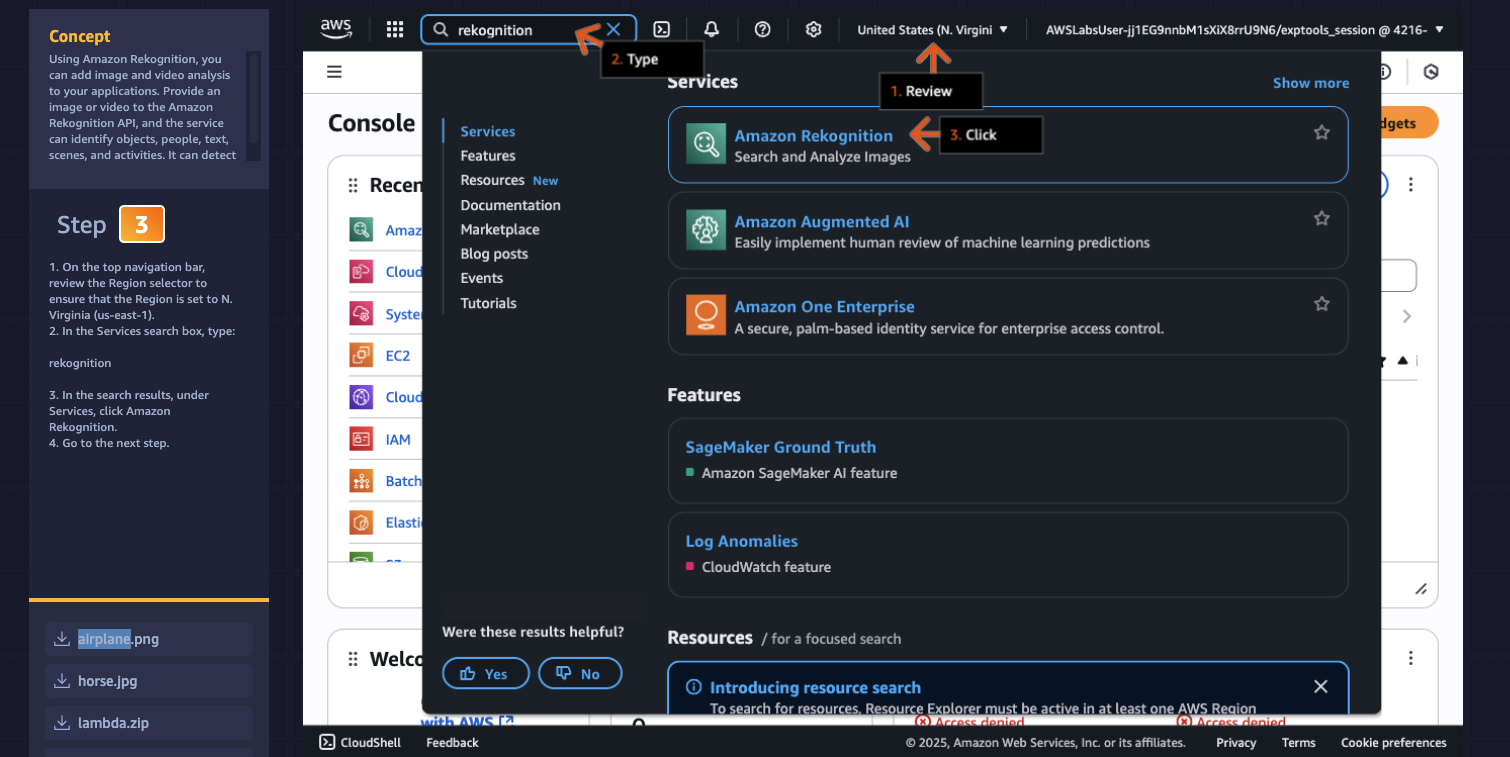 Concept
Using Amazon Rekognition, you
can add image and video analysis
to your applications. Provide an
image or video to the Amazon
Rekognition API, and the service
can identify objects, people, text,
scenes, and activities. It can detect
Step 3
1. On the top navigation bar,
review the Region selector to
ensure that the Region is set to N.
Virginia (us-east-1).
2. In the Services search box, type:
rekognition
3. In the search results, under
Services, click Amazon
Rekognition.
4. Go to the next step.
airplane.png
horse.jpg
lambda.zip
aws
rekognition
United States (N. Virgini
AWSLabsUser-jj1EG9nnbM1sXiX8rrU9N6/exptools_session @ 4216-
2. Type
1. Review
3. Click
Console
dgets
Recen
Amaz
Cloud
Syste
EC2
Cloud
IAM
Batch
Elasti
Welco
with AWS
Services
Features
Resources New
Documentation
Marketplace
Blog posts
Events
Tutorials
Were these results helpful?
Yes
No
Services
Show more
Amazon Rekognition
Search and Analyze Images
Amazon Augmented AI
Easily implement human review of machine learning predictions
Amazon One Enterprise
A secure, palm-based identity service for enterprise access control.
Features
SageMaker Ground Truth
Amazon SageMaker AI feature
Log Anomalies
CloudWatch feature
Resources / for a focused search
Introducing resource search
To search for resources, Resource Explorer must be active in at least one AWS Region
Access denied
Access denied
CloudShell
Feedback
© 2025, Amazon Web Services, Inc. or its affiliates.
Privacy
Terms
Cookie preferences